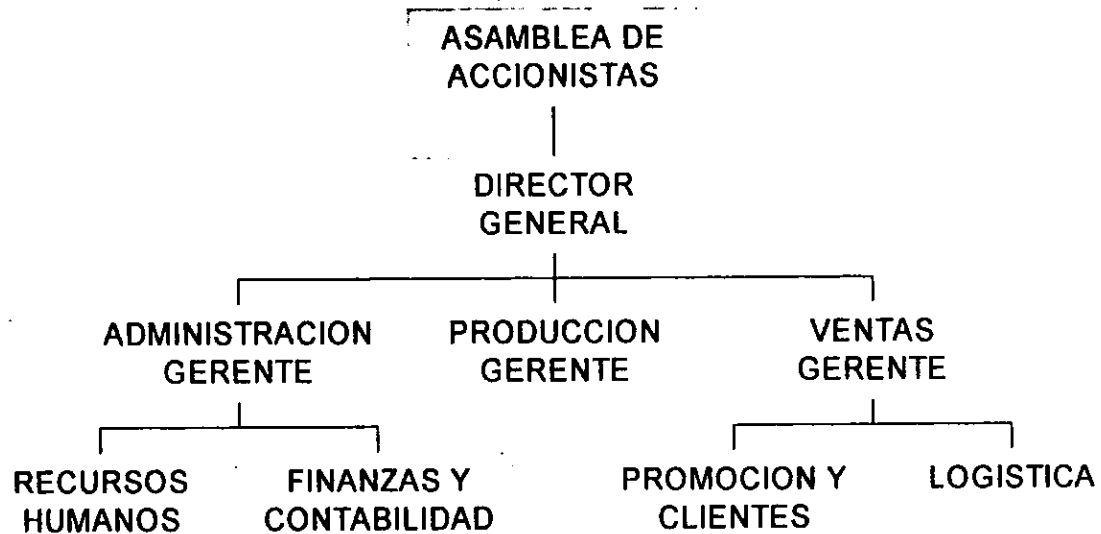 ASAMBLEA DE
ACCIONISTAS
DIRECTOR
GENERAL
ADMINISTRACION
GERENTE
PRODUCCION
GERENTE
VENTAS
GERENTE
RECURSOS
HUMANOS
FINANZAS Y
CONTABILIDAD
PROMOCION Y
CLIENTES
LOGISTICA